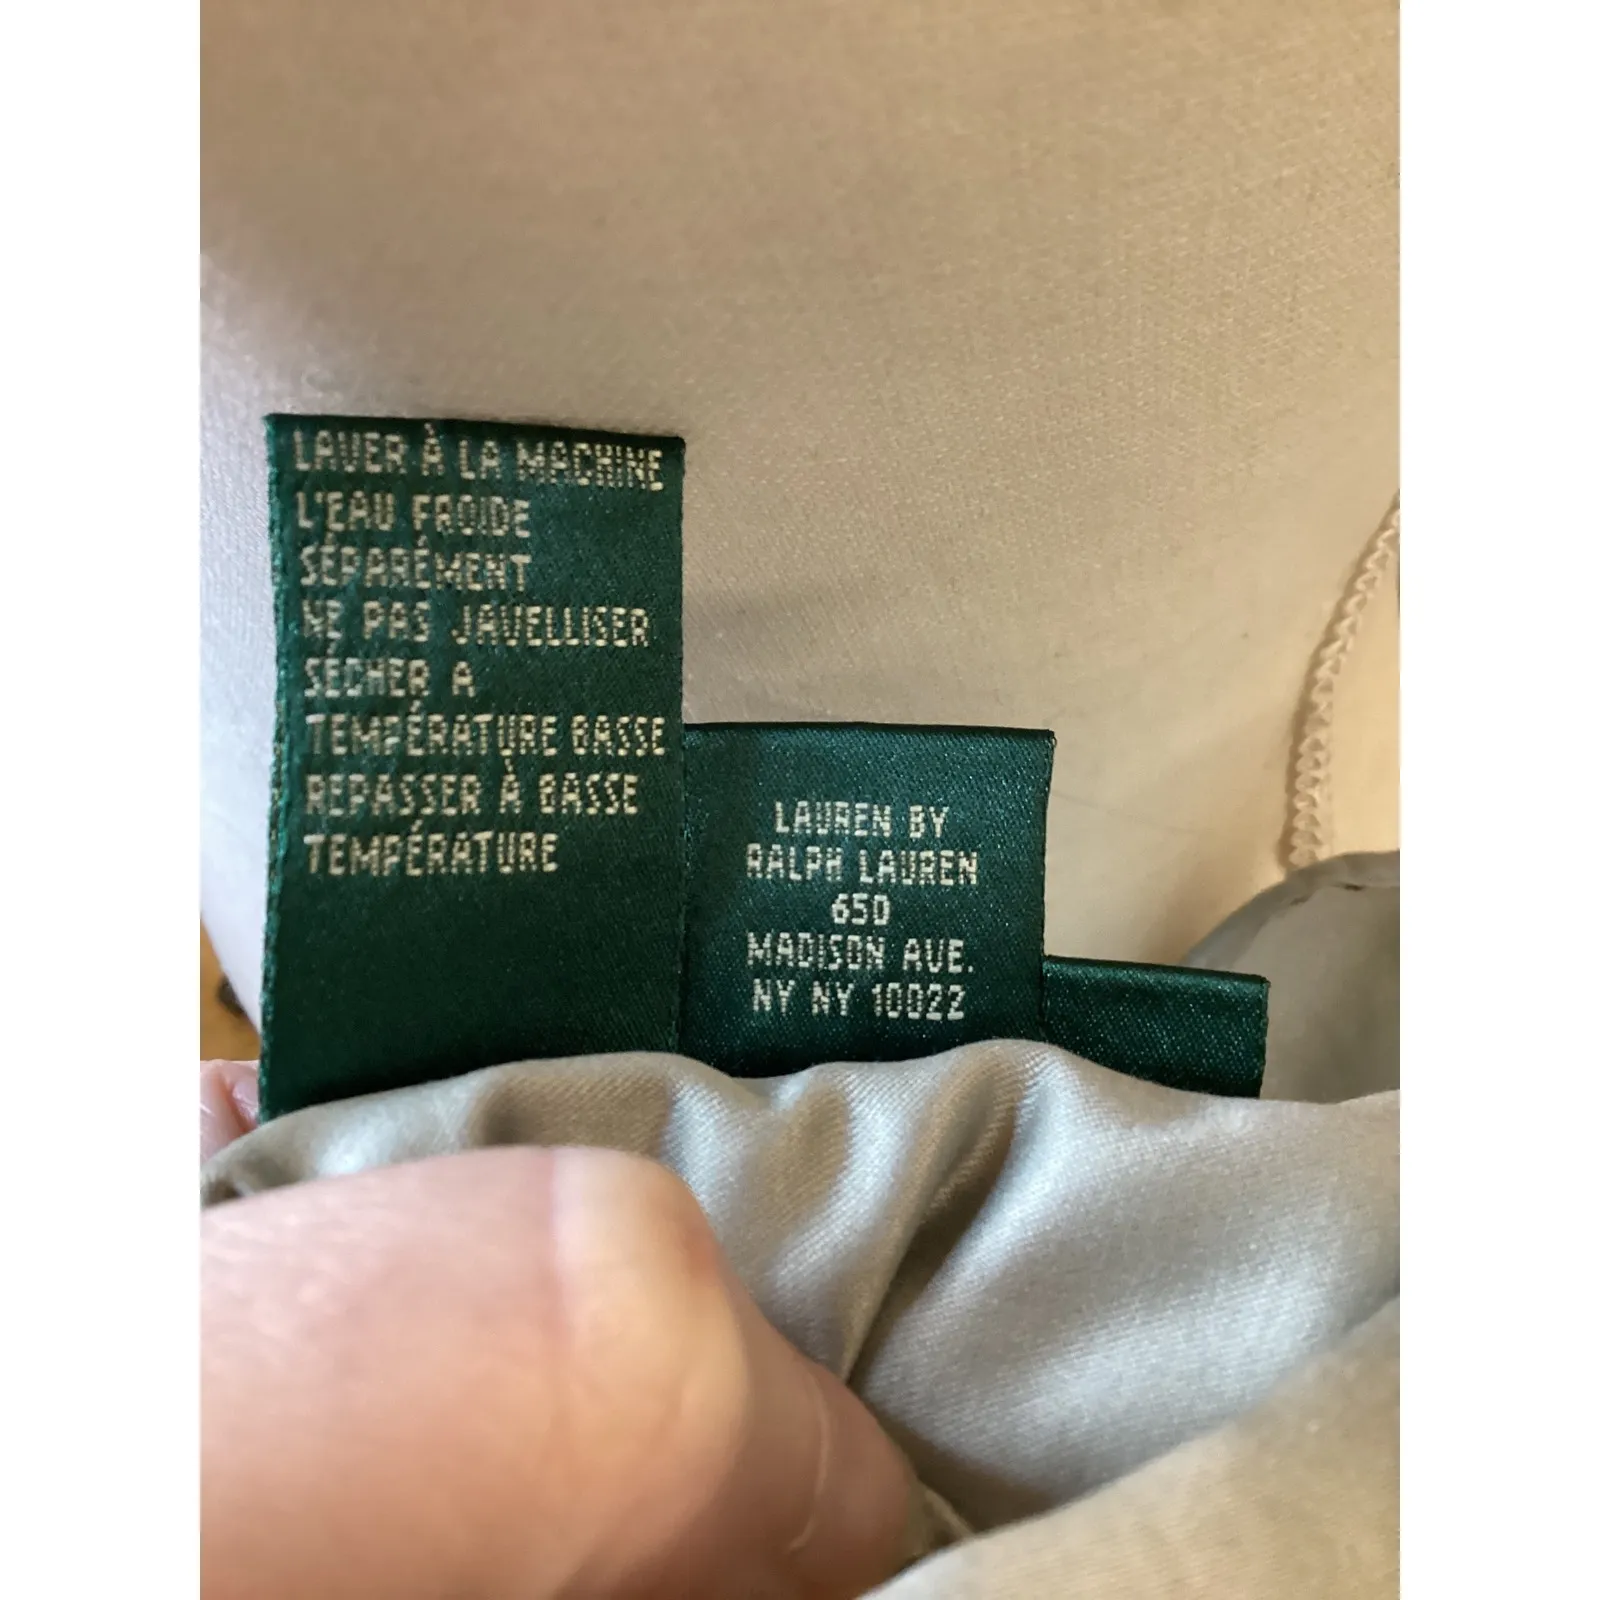 LAVER À LA MACHINE
L'EAU FROIDE
SÉPARÉMENT
NE PAS JAVELLISER
SÉCHER A
TEMPÉRATURE BASSE
REPASSER À BASSE
TEMPÉRATURE
LAUREN BY
RALPH LAUREN
650
MADISON AVE.
NY NY 10022